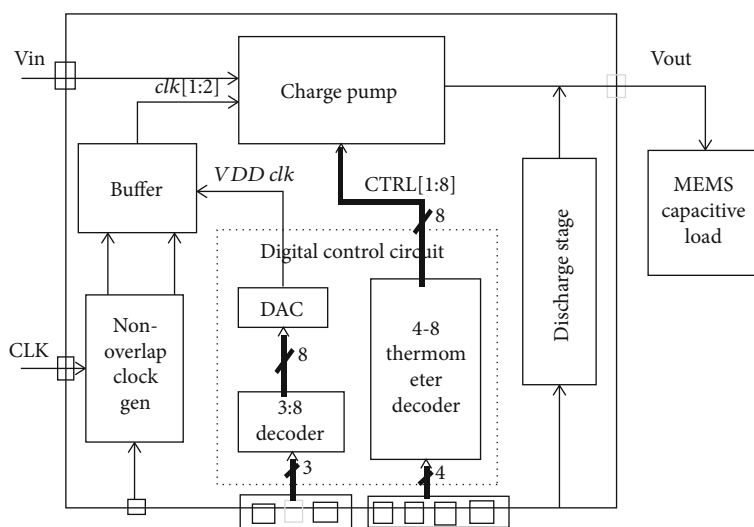 Vin
clk[1:2]
Charge pump
Vout
Buffer
VDD clk
CTRL[1:8]
8
MEMS
capacitive
load
Digital control circuit
Discharge stage
CLK
Non-
overlap
clock
gen
DAC
8
3:8
decoder
3
4-8
thermom
eter
decoder
4